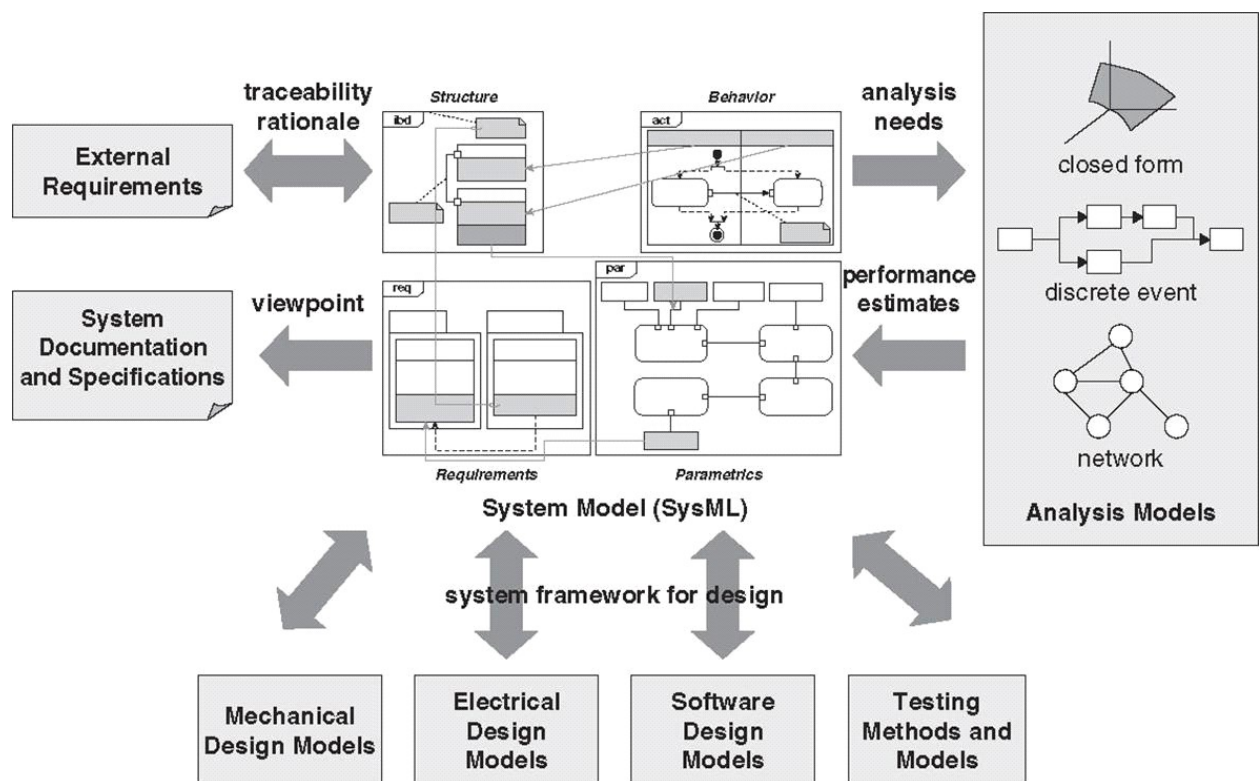 traceability
rationale
Structure
Behavior
analysis
needs
External
Requirements
ibd
act
closed form
discrete event
network
Analysis Models
System
Documentation
and Specifications
viewpoint
req
par
performance
estimates
Requirements
Parametrics
System Model (SysML)
system framework for design
Mechanical
Design Models
Electrical
Design
Models
Software
Design
Models
Testing
Methods and
Models